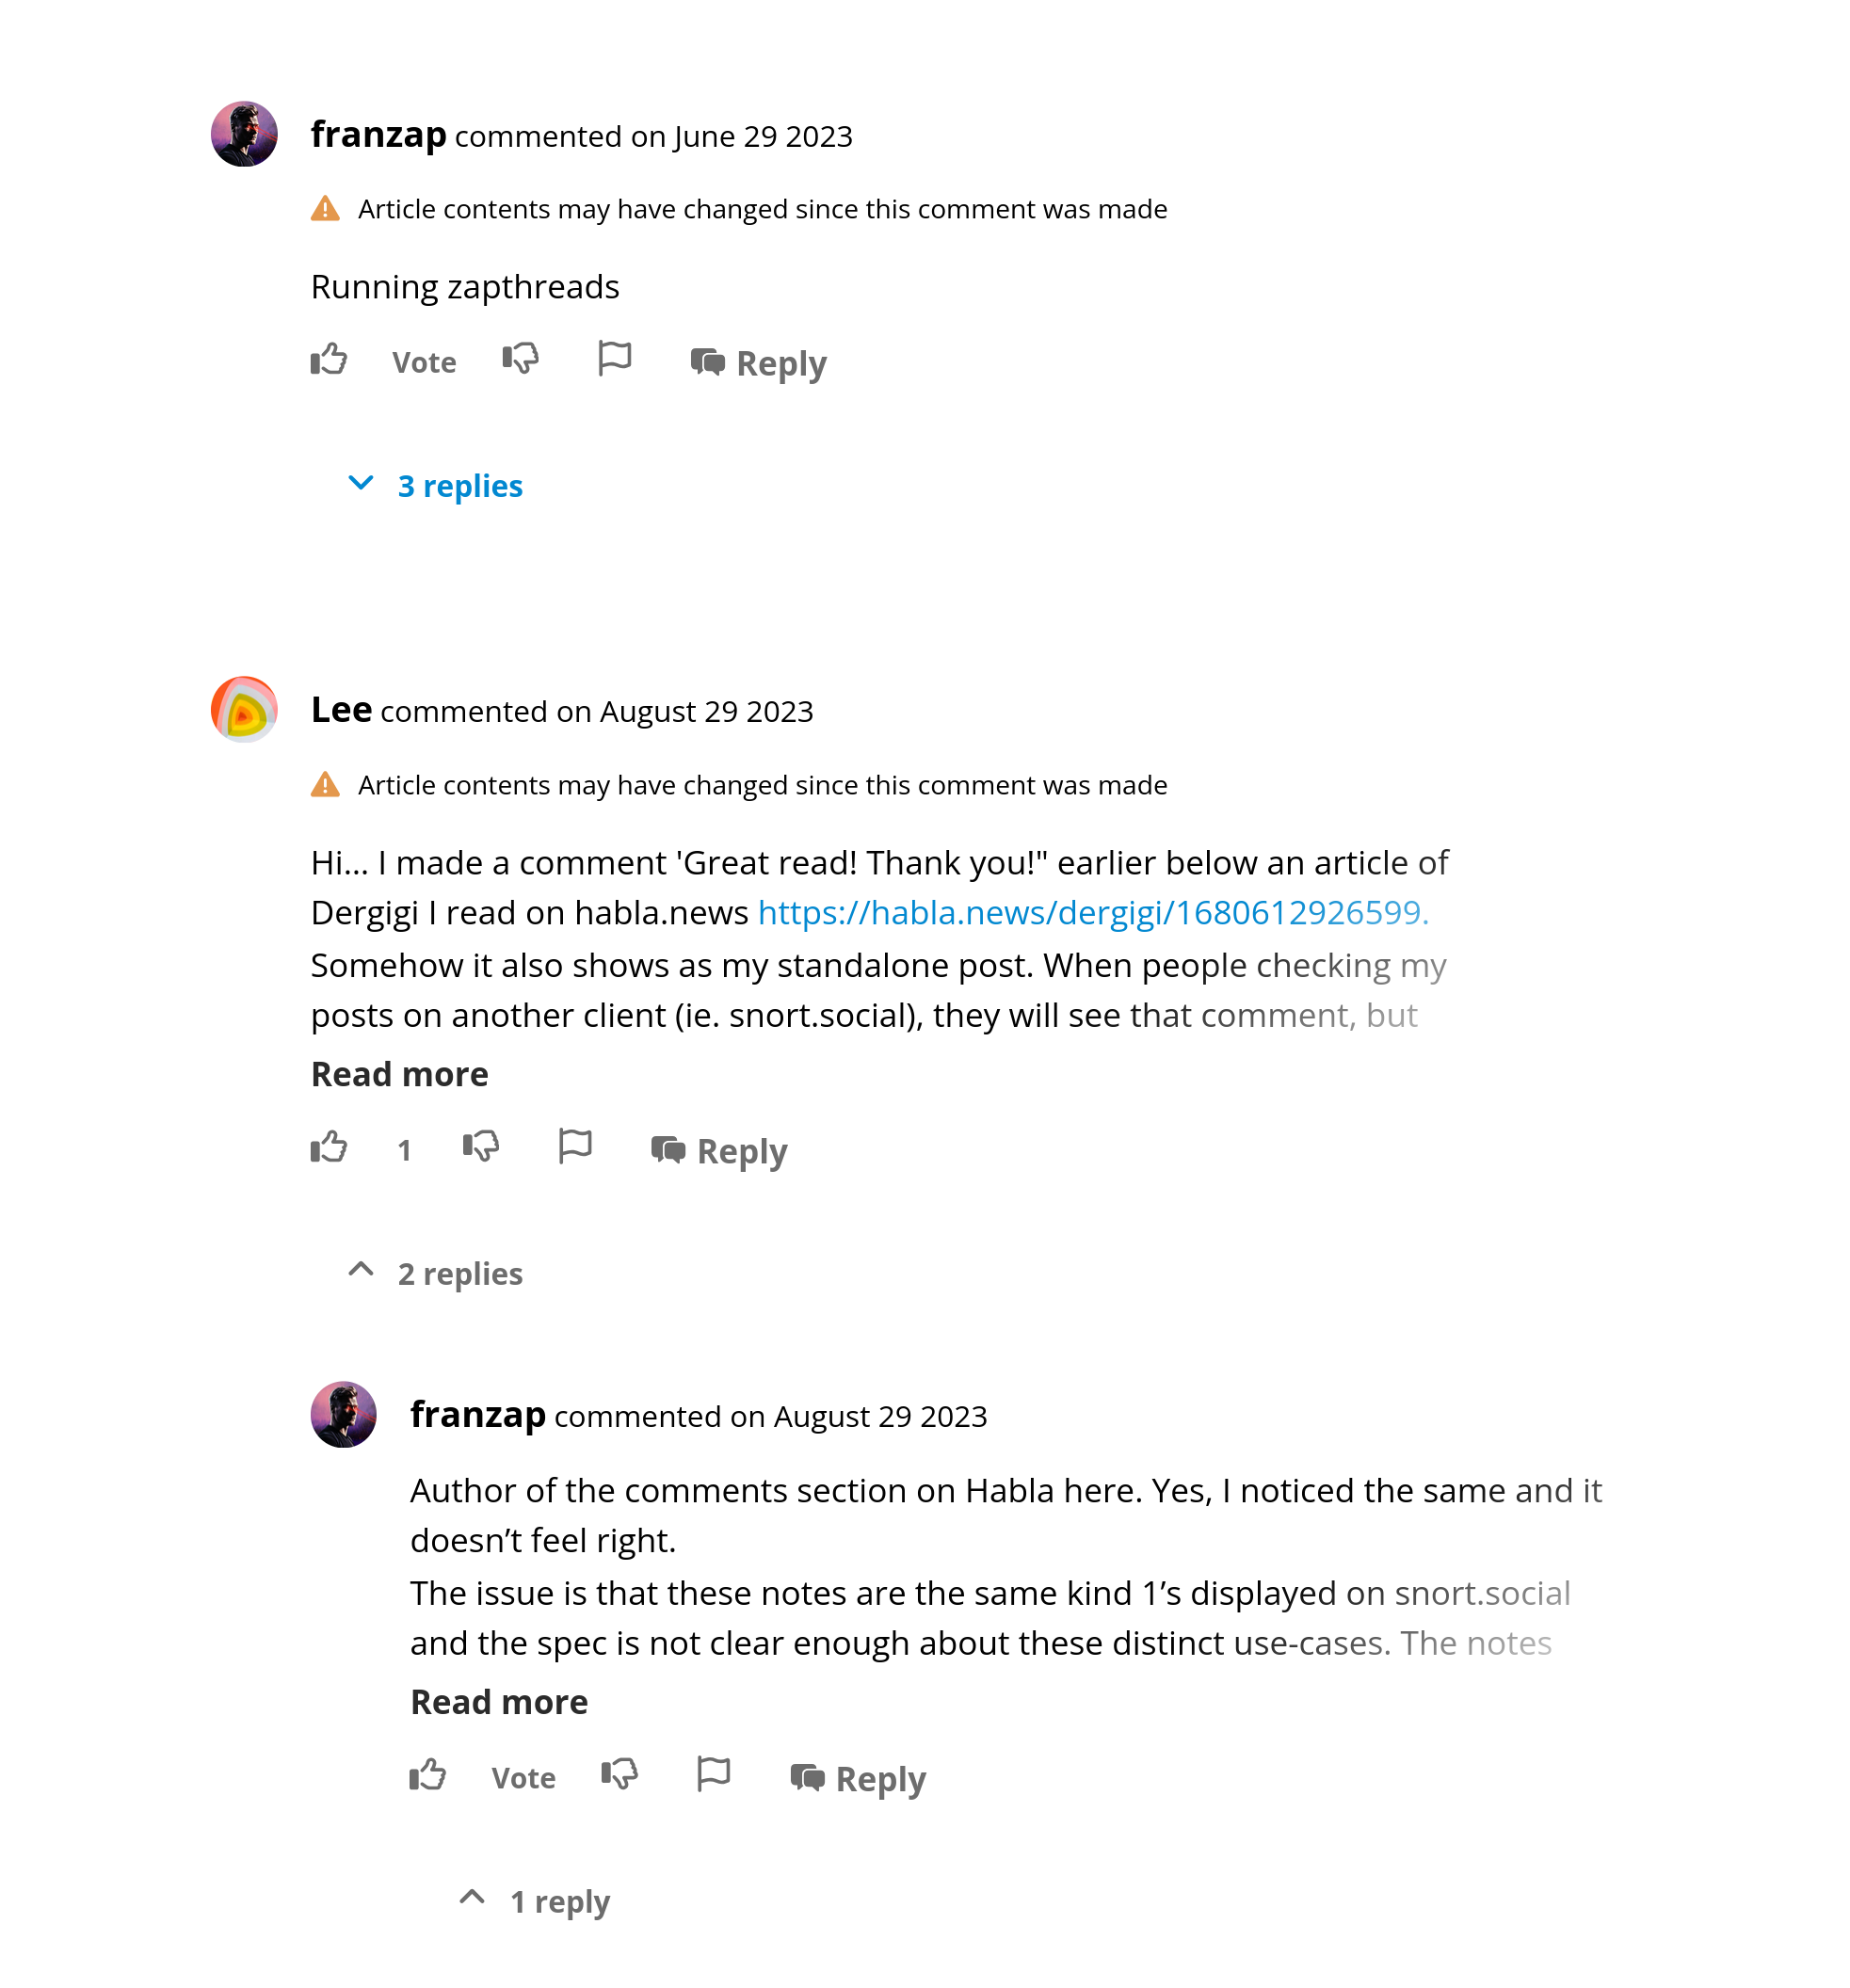 franzap commented on June 29 2023
Article contents may have changed since this comment was made
Running zapthreads
Vote Reply
3 replies
Lee commented on August 29 2023
Article contents may have changed since this comment was made
Hi... I made a comment 'Great read! Thank you!" earlier below an article of
Dergigi I read on habla.news https://habla.news/dergigi/1680612926599.
Somehow it also shows as my standalone post. When people checking my
posts on another client (ie. snort.social), they will see that comment, but
Read more
1 Reply
2 replies
franzap commented on August 29 2023
Author of the comments section on Habla here. Yes, I noticed the same and it
doesn’t feel right.
The issue is that these notes are the same kind 1’s displayed on snort.social
and the spec is not clear enough about these distinct use-cases. The notes
Read more
Vote Reply
1 reply